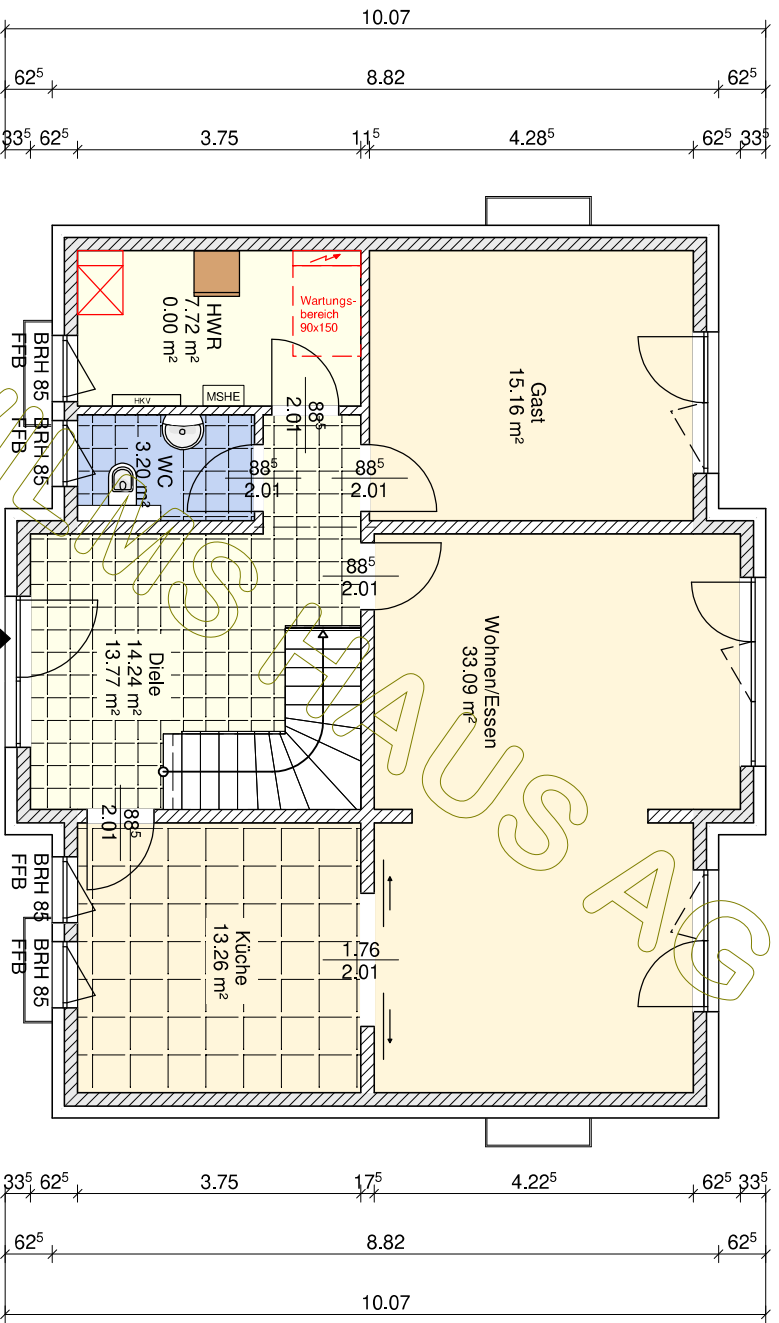 10.07
62⁵ 8.82 62⁵
33⁵ 62⁵ 3.75 11⁵ 4.28⁵ 62⁵ 33⁵
Wartungs-
bereich
90x150
HWR
7.72 m²
0.00 m²
HKV
MSHE
Gast
15.16 m²
BRH 85
FFB
BRH 85
FFB
WC
3.20 m²
88⁵
2.01
88⁵
2.01
88⁵
2.01
88⁵
2.01
Wohnen/Essen
33.09 m²
Diele
14.24 m²
13.77 m²
88⁵
2.01
BRH 85
FFB
BRH 85
FFB
Küche
13.26 m²
1.76
2.01
HAUS AG
33⁵ 62⁵ 3.75 17⁵ 4.22⁵ 62⁵ 33⁵
62⁵ 8.82 62⁵
10.07